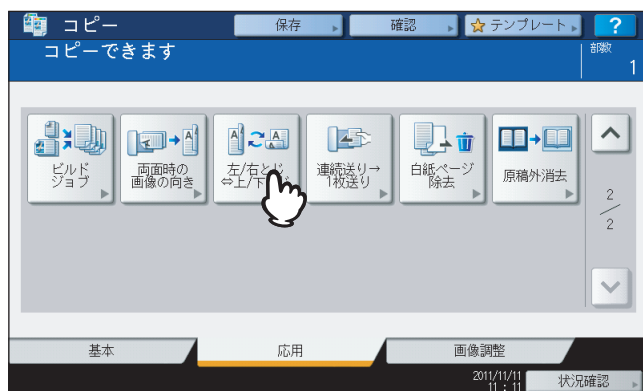 コピー
保存
確認
テンプレート
?
コピーできます
部数
1
ビルド
ジョブ
両面時の
画像の向き
左/右とじ
⇔上/下
連続送り→
1枚送り
白紙ページ
除去
原稿外消去
2
2
基本
応用
画像調整
2011/11/11
11:11
状況確認